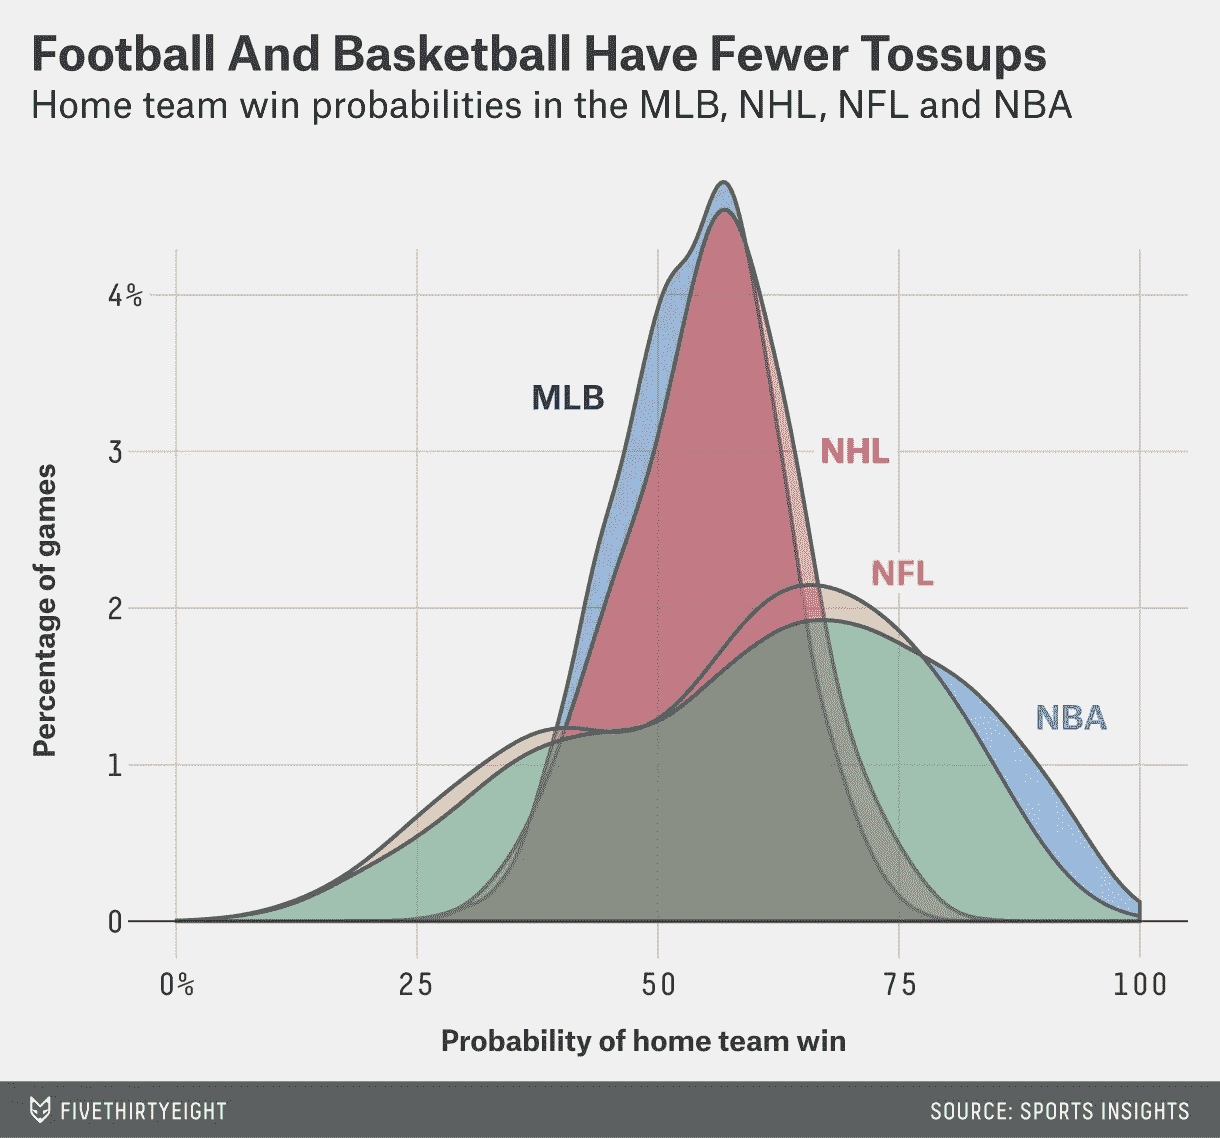 Football And Basketball Have Fewer Tossups
Home team win probabilities in the MLB, NHL, NFL and NBA
4%
MLB
3
NHL
NFL
2
NBA
1
0
Percentage of games
0% 25 50 75 100
Probability of home team win
FIVETHIRTYEIGHT
SOURCE: SPORTS INSIGHTS